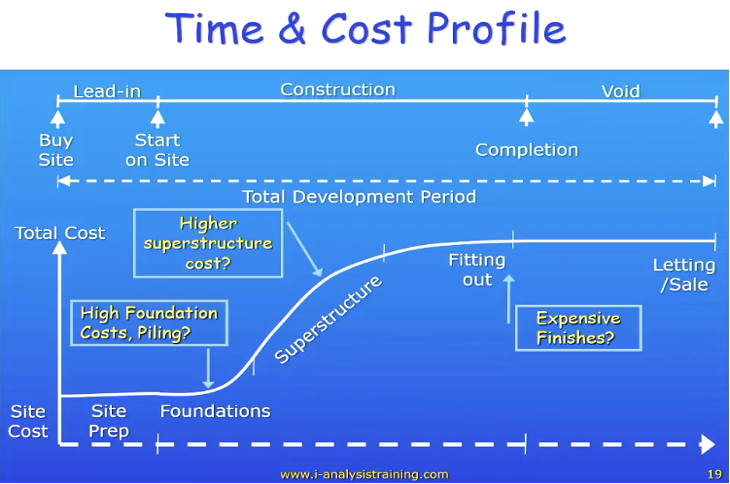 Time & Cost Profile
Lead-in
Construction
Void
Buy
Site
Start
on Site
Completion
Total Development Period
Total Cost
Higher
superstructure
cost?
High Foundation
Costs, Piling?
Superstructure
Fitting
out
Letting
/Sale
Expensive
Finishes?
Site
Cost
Site
Prep
Foundations
www.i-analysistraining.com
19